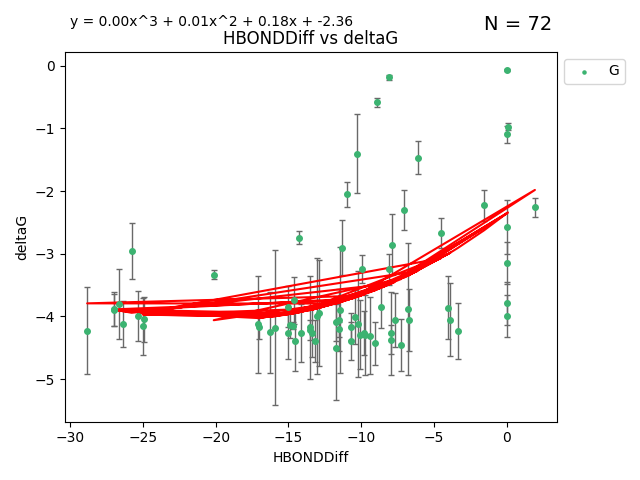 y = 0.00x^3 + 0.01x^2 + 0.18x + -2.36
N = 72
HBONDDiff vs deltaG
G
deltaG
0
−1
−2
−3
−4
−5
−30 −25 −20 −15 −10 −5 0
HBONDDiff